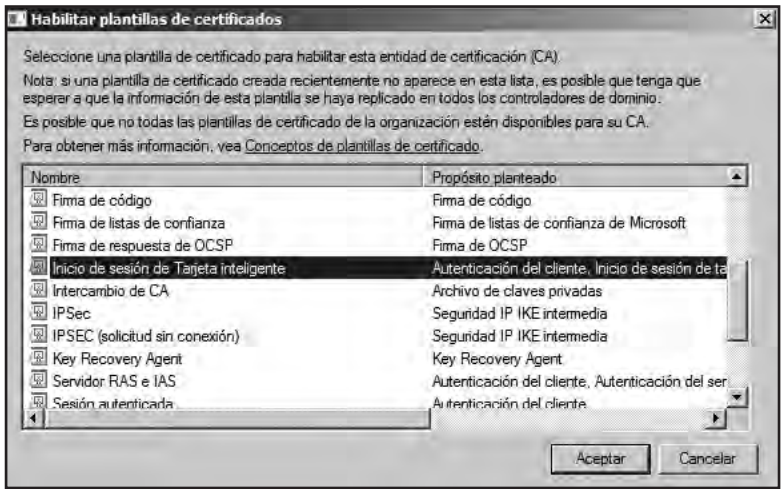 Habilitar plantillas de certificados
Seleccione una plantilla de certificado para habilitar esta entidad de certificación (CA).
Nota: si una plantilla de certificado creada recientemente no aparece en esta lista, es posible que tenga que
esperar a que la información de esta plantilla se haya replicado en todos los controladores de dominio.
Es posible que no todas las plantillas de certificado de la organización estén disponibles para su CA.
Para obtener más información, vea Conceptos de plantillas de certificado.
Nombre Propósito planteado
Firma de código Firma de código
Firma de listas de confianza Firma de listas de confianza de Microsoft
Firma de respuesta de OCSP Firma de OCSP
Inicio de sesión de Tarjeta inteligente Autenticación del cliente, Inicio de sesión de ta
Intercambio de CA Archivo de claves privadas
IPSec Seguridad IP IKE intermedia
IPSEC (solicitud sin conexión) Seguridad IP IKE intermedia
Key Recovery Agent Key Recovery Agent
Servidor RAS e IAS Autenticación del cliente, Autenticación del ser
Sesión autenticada Autenticación del cliente
Aceptar Cancelar